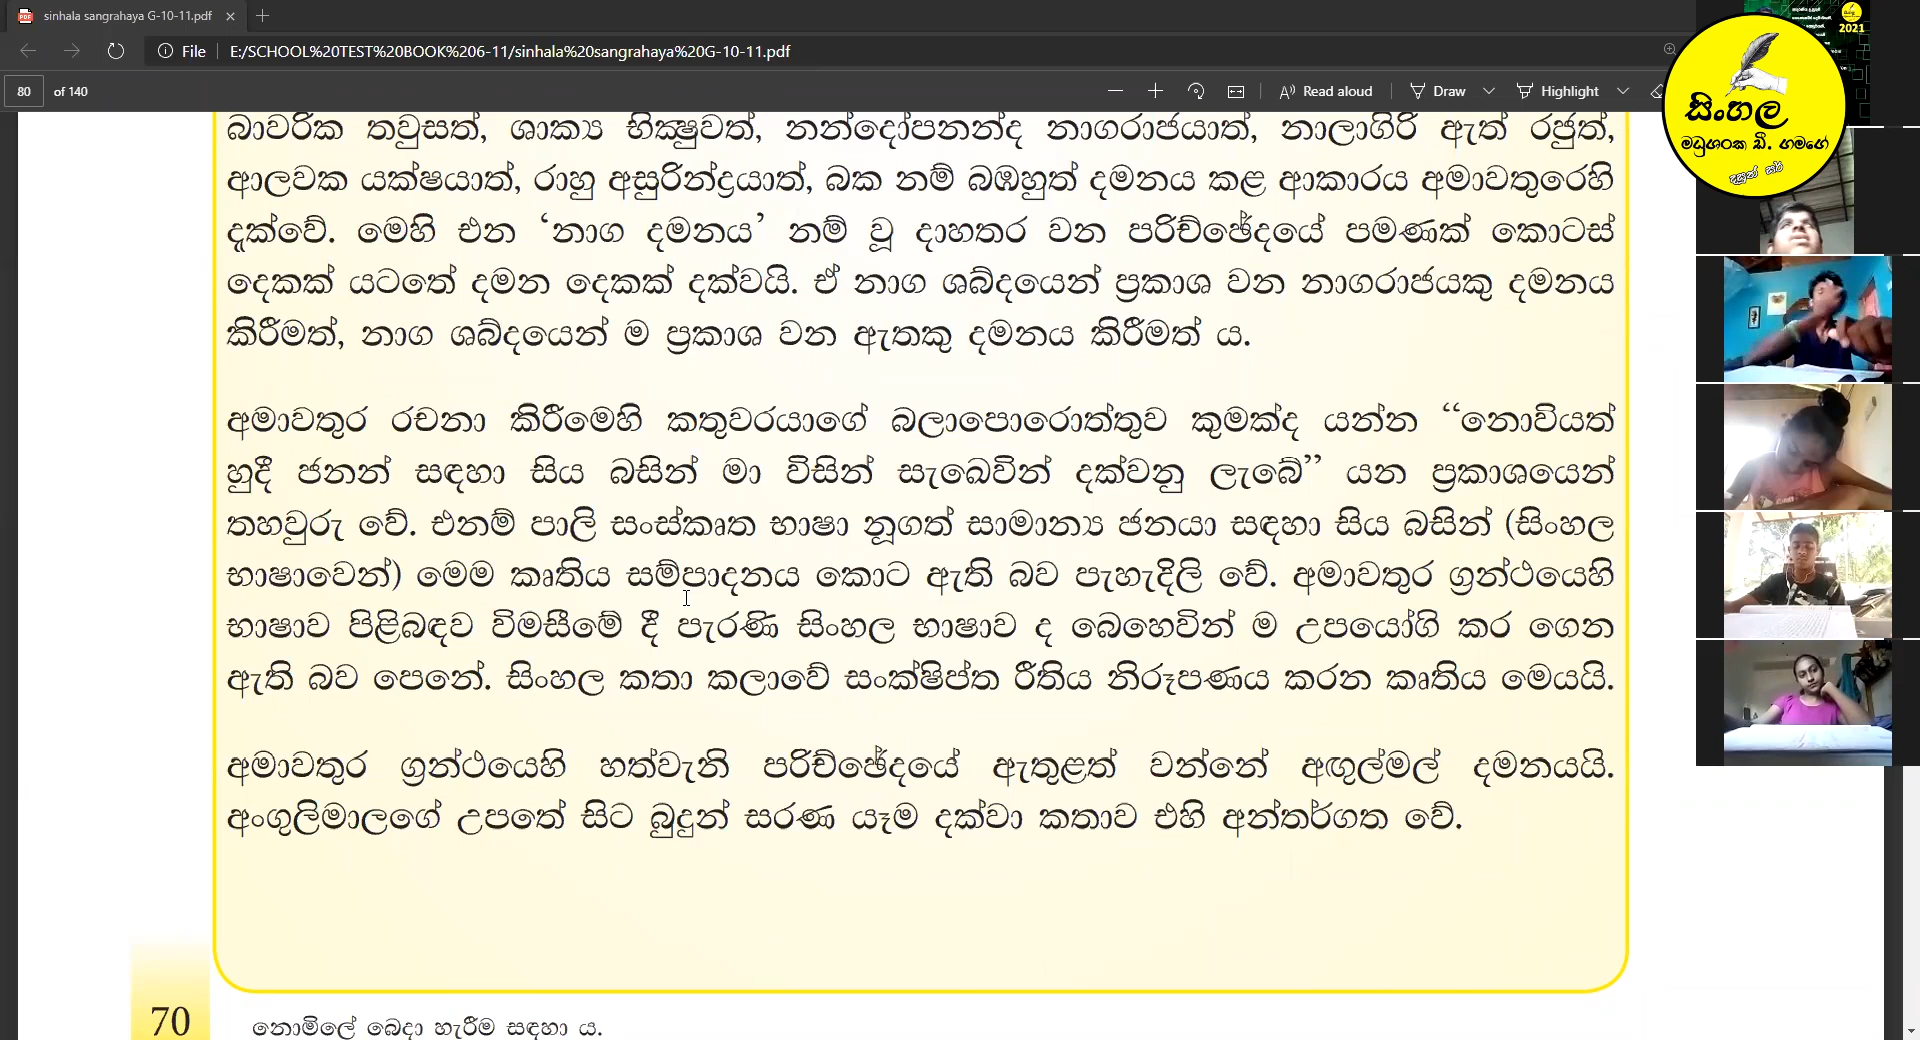 sinhala sangrahaya G-10-11.pdf
File
E:/SCHOOL%20TEST%20BOOK%206-11/sinhala%20sangrahaya%20G-10-11.pdf
80 of 140
Read aloud
Draw
Highlight
2021
සිංහල
මධුශංක ඩී. ගමගේ
බාවරික තවුසත්, ශාක්‍ය භික්‍ෂුවත්, නන්දෝපනන්ද නාගරාජයාත්, නාලාගිරි ඇත් රජුත්,
ආලවක යක්ෂයාත්, රාහු අසුරින්ද්‍රයාත්, බක නම් බඹහුත් දමනය කළ ආකාරය අමාවතුරෙහි
දැක්වේ. මෙහි එන ‘නාග දමනය’ නම් වූ දාහතර වන පරිච්ඡේදයේ පමණක් කොටස්
දෙකක් යටතේ දමන දෙකක් දක්වයි. ඒ නාග ශබ්දයෙන් ප්‍රකාශ වන නාගරාජයකු දමනය
කිරීමත්, නාග ශබ්දයෙන් ම ප්‍රකාශ වන ඇතකු දමනය කිරීමත් ය.
අමාවතුර රචනා කිරීමෙහි කතුවරයාගේ බලාපොරොත්තුව කුමක්ද යන්න “නොවියත්
හුදී ජනන් සඳහා සිය බසින් මා විසින් සැඛෙවින් දක්වනු ලැබේ” යන ප්‍රකාශයෙන්
තහවුරු වේ. එනම් පාලි සංස්කෘත භාෂා නූගත් සාමාන්‍ය ජනයා සඳහා සිය බසින් (සිංහල
භාෂාවෙන්) මෙම කෘතිය සම්පාදනය කොට ඇති බව පැහැදිලි වේ. අමාවතුර ග්‍රන්ථයෙහි
භාෂාව පිළිබඳව විමසීමේ දී පැරණි සිංහල භාෂාව ද බෙහෙවින් ම උපයෝගි කර ගෙන
ඇති බව පෙනේ. සිංහල කතා කලාවේ සංක්ෂිප්ත රීතිය නිරූපණය කරන කෘතිය මෙයයි.
අමාවතුර ග්‍රන්ථයෙහි හත්වැනි පරිච්ඡේදයේ ඇතුළත් වන්නේ අඟුල්මල් දමනයයි.
අංගුලිමාලගේ උපතේ සිට බුදුන් සරණ යෑම දක්වා කතාව එහි අන්තර්ගත වේ.
70
නොමිලේ බෙදා හැරීම සඳහා ය.